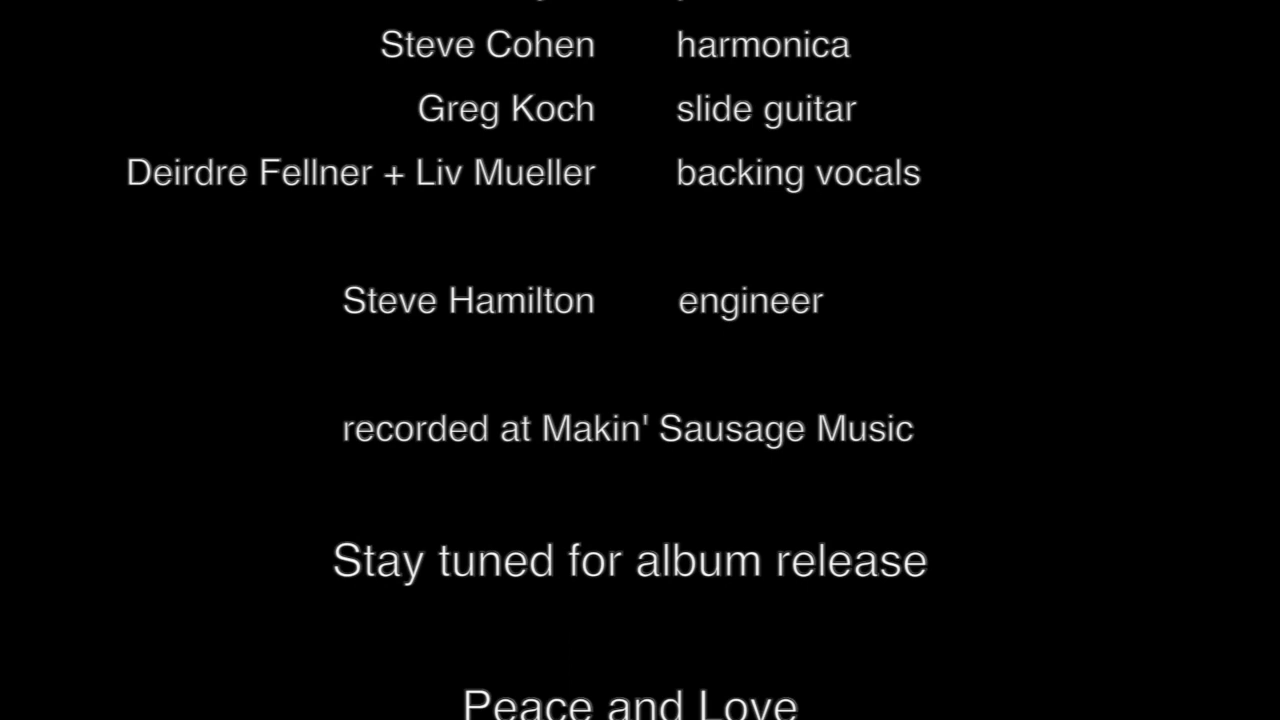 Steve Cohen harmonica
Greg Koch slide guitar
Deirdre Fellner + Liv Mueller backing vocals
Steve Hamilton engineer
recorded at Makin' Sausage Music
Stay tuned for album release
Peace and Love